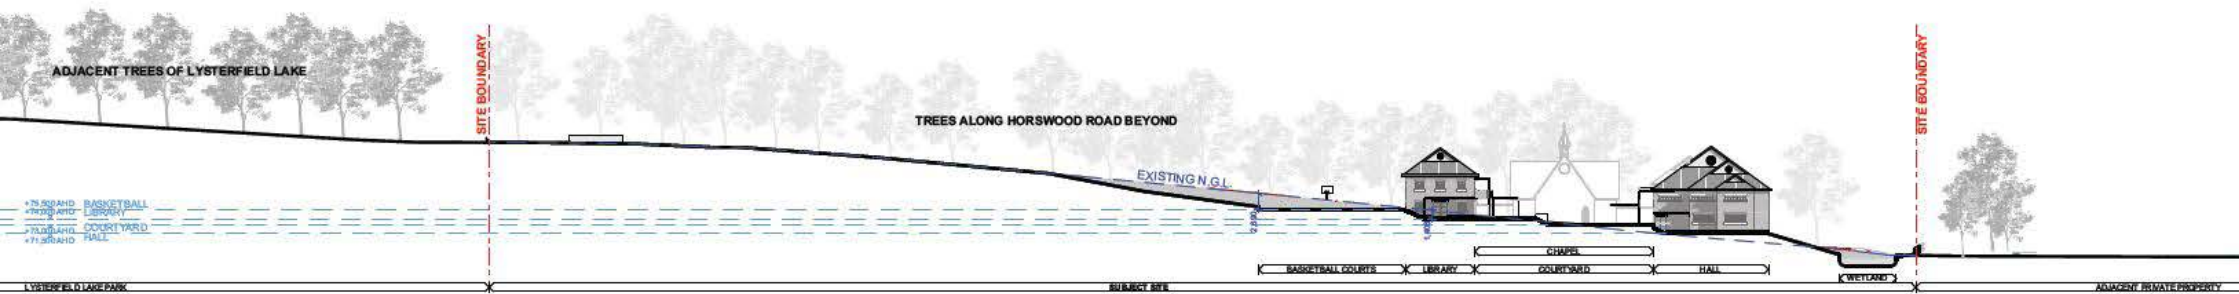 SITE BOUNDARY
SITE BOUNDARY
ADJACENT TREES OF LYSTERFIELD LAKE
TREES ALONG HORSWOOD ROAD BEYOND
EXISTING N.G.L.
BASKETBALL
LIBRARY
COURTYARD
HALL
CHAPEL
BASKETBALL COURTS
LIBRARY
COURTYARD
HALL
WETLAND
LYSTERFIELD LAKE PARK
SUBJECT SITE
ADJACENT PRIVATE PROPERTY